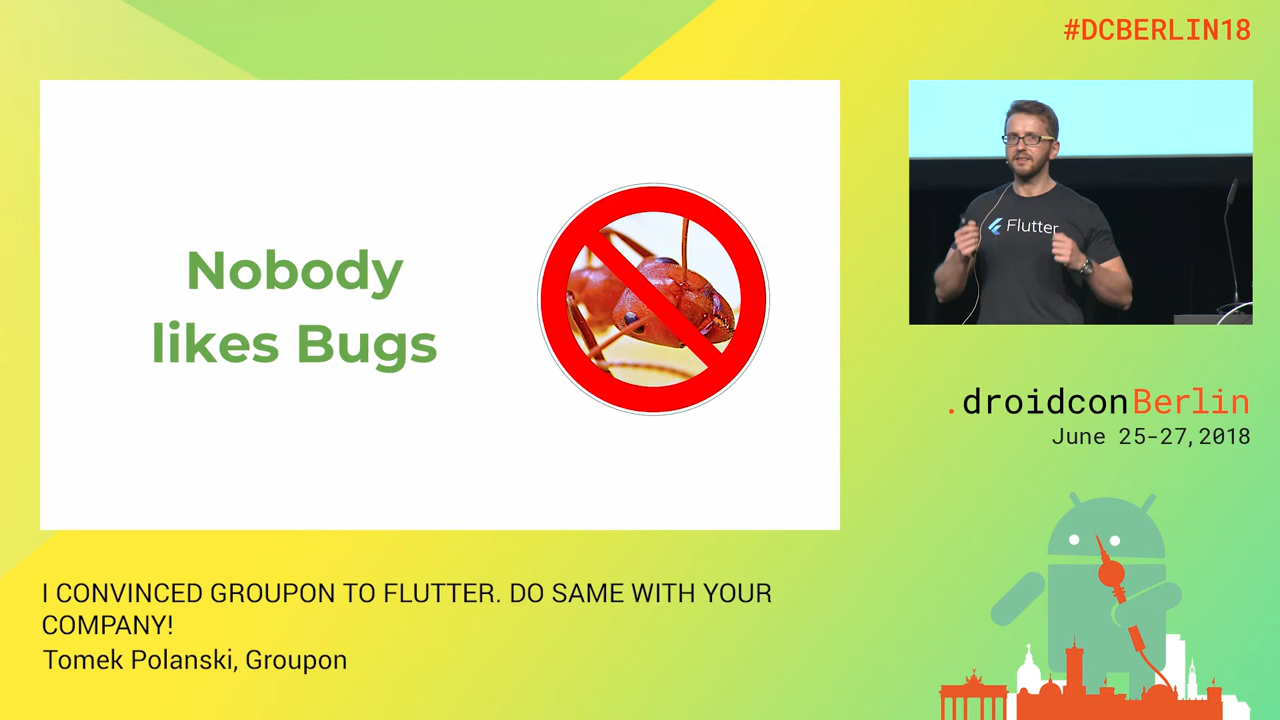 #DCBERLIN18
Nobody
likes Bugs
Flutter
.droidconBerlin
June 25-27, 2018
I CONVINCED GROUPON TO FLUTTER. DO SAME WITH YOUR
COMPANY!
Tomek Polanski, Groupon